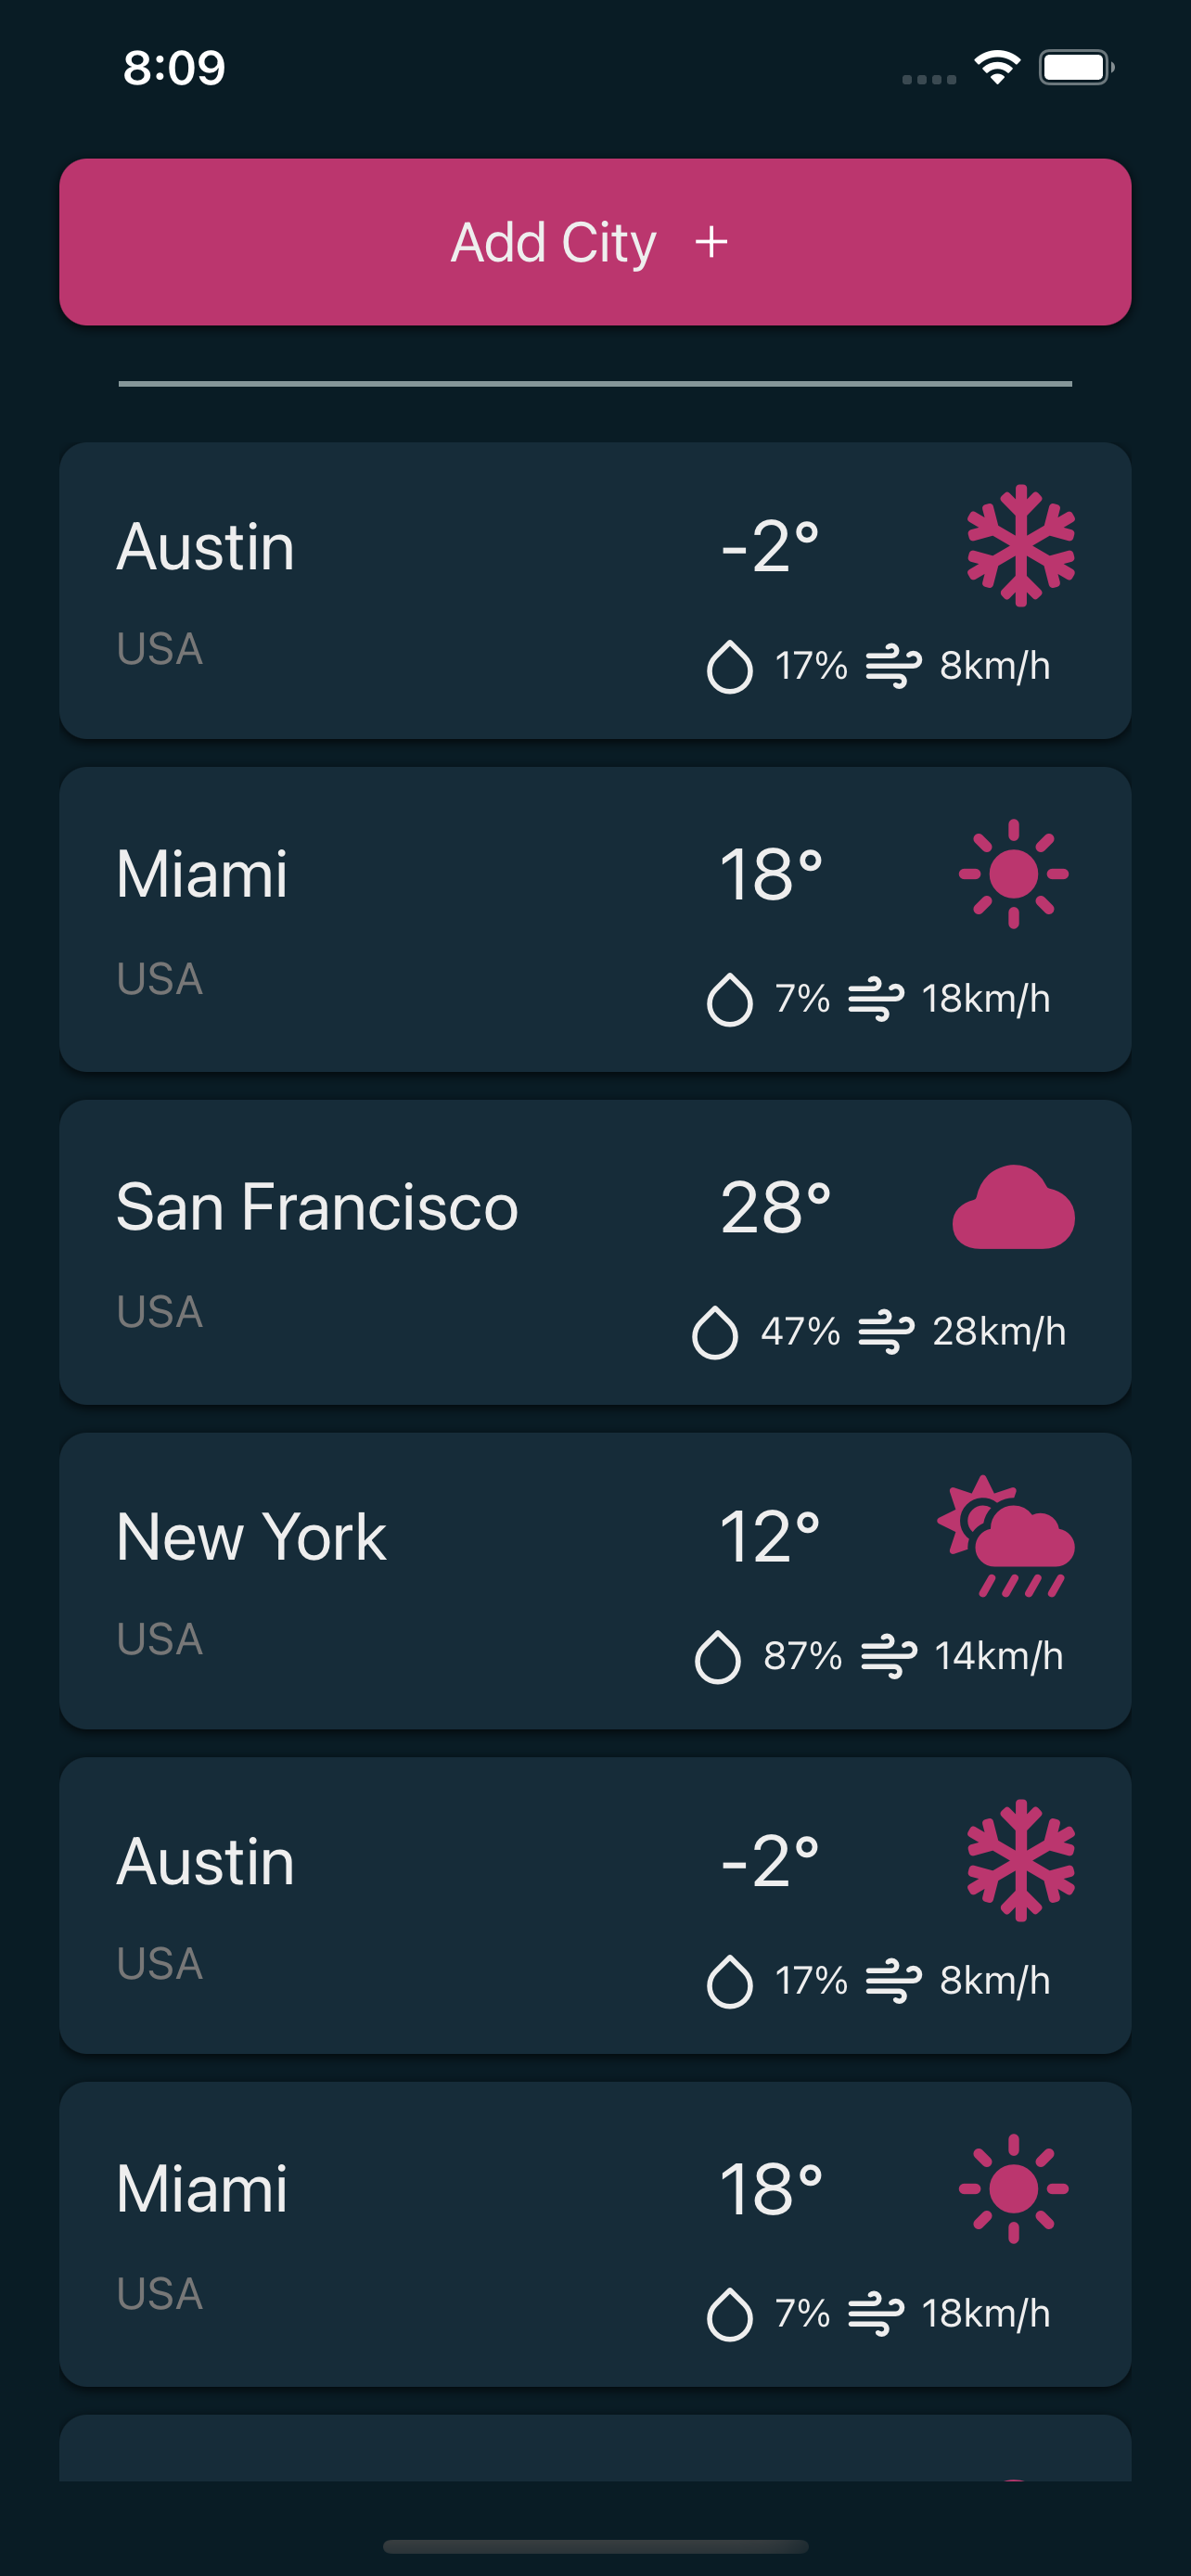 8:09
Add City +
Austin -2°
USA 17% 8km/h
Miami 18°
USA 7% 18km/h
San Francisco 28°
USA 47% 28km/h
New York 12°
USA 87% 14km/h
Austin -2°
USA 17% 8km/h
Miami 18°
USA 7% 18km/h